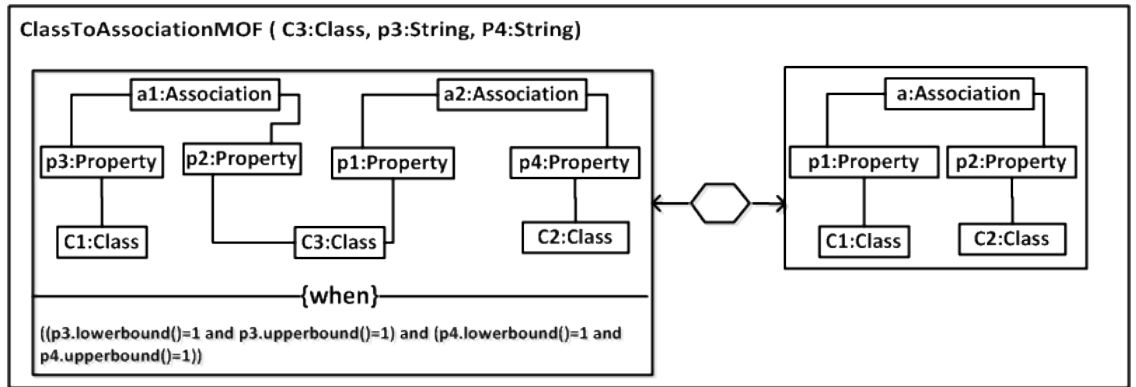 ClassToAssociationMOF ( C3:Class, p3:String, P4:String)
a1:Association
a2:Association
a:Association
p3:Property
p2:Property
p1:Property
p4:Property
p1:Property
p2:Property
C1:Class
C3:Class
C2:Class
C1:Class
C2:Class
{when}
((p3.lowerbound()=1 and p3.upperbound()=1) and (p4.lowerbound()=1 and
p4.upperbound()=1))